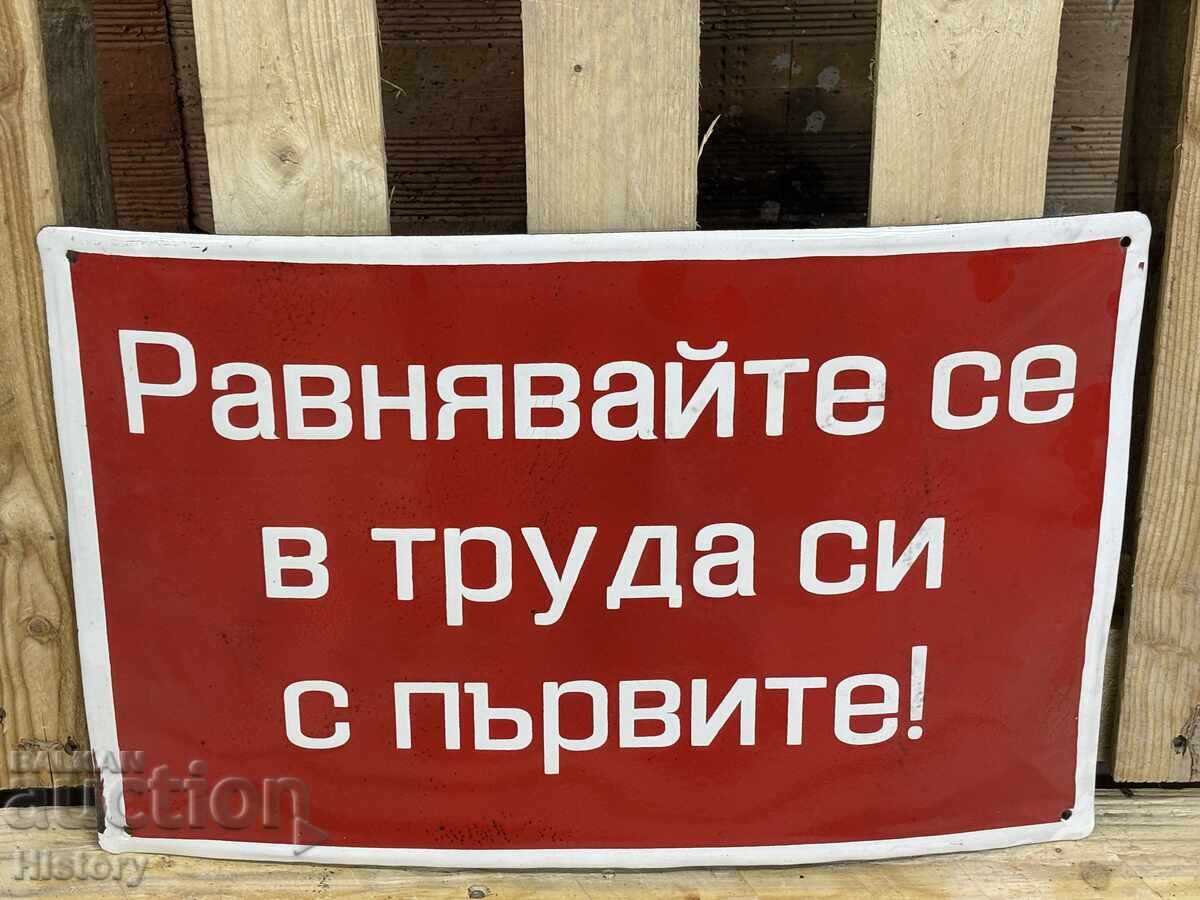 Равнявайте се
в труда си
с първите!
BALKAN
auction
History